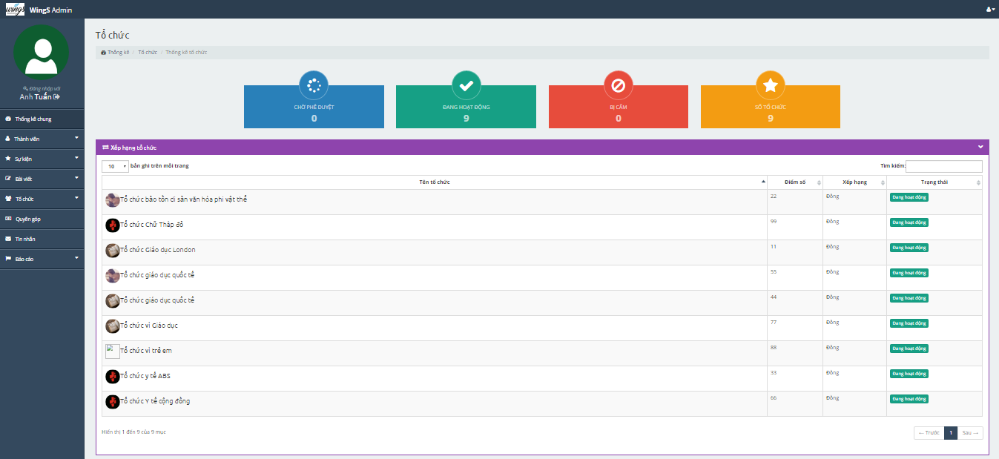 wings WingS Admin
Đăng nhập với
Anh Tuấn
Thống kê chung
Thành viên
Sự kiện
Bài viết
Tổ chức
Quyên góp
Tin nhắn
Báo cáo
Tổ chức
Thống kê / Tổ chức / Thống kê tổ chức
CHỜ PHÊ DUYỆT
0
ĐANG HOẠT ĐỘNG
9
BỊ CẤM
0
SỐ TỔ CHỨC
9
Xếp hạng tổ chức
10 bản ghi trên mỗi trang
Tìm kiếm:
Tên tổ chức Điểm số Xếp hạng Trạng thái
Tổ chức bảo tồn di sản văn hóa phi vật thể 22 Đồng Đang hoạt động
Tổ chức Chữ Thập đỏ 99 Đồng Đang hoạt động
Tổ chức Giáo dục London 11 Đồng Đang hoạt động
Tổ chức giáo dục quốc tế 55 Đồng Đang hoạt động
Tổ chức giáo dục quốc tế 44 Đồng Đang hoạt động
Tổ chức vì Giáo dục 77 Đồng Đang hoạt động
Tổ chức vì trẻ em 88 Đồng Đang hoạt động
Tổ chức y tế ABS 33 Đồng Đang hoạt động
Tổ chức Y tế cộng đồng 66 Đồng Đang hoạt động
Hiển thị 1 đến 9 của 9 mục
← Trước 1 Sau →